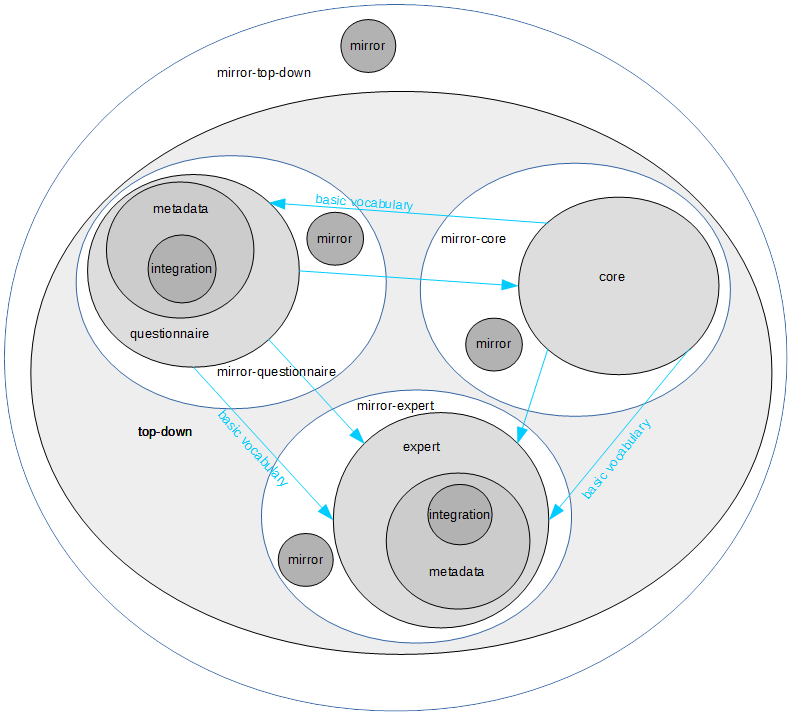 mirror
mirror-top-down
basic vocabulary
metadata
mirror
mirror-core
integration
core
questionnaire
mirror
mirror-questionnaire
mirror-expert
top-down
basic vocabulary
expert
basic vocabulary
integration
mirror
metadata